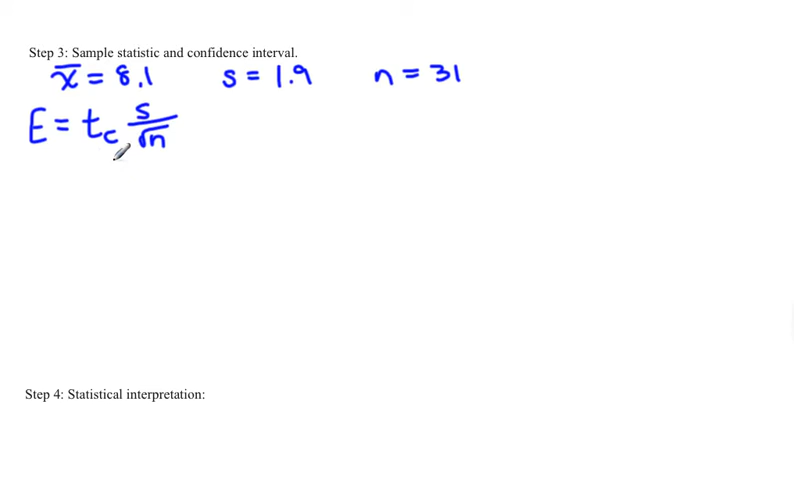 Step 3: Sample statistic and confidence interval.
x̅ = 8.1 s = 1.9 n = 31
E = t_c s/√n
Step 4: Statistical interpretation: